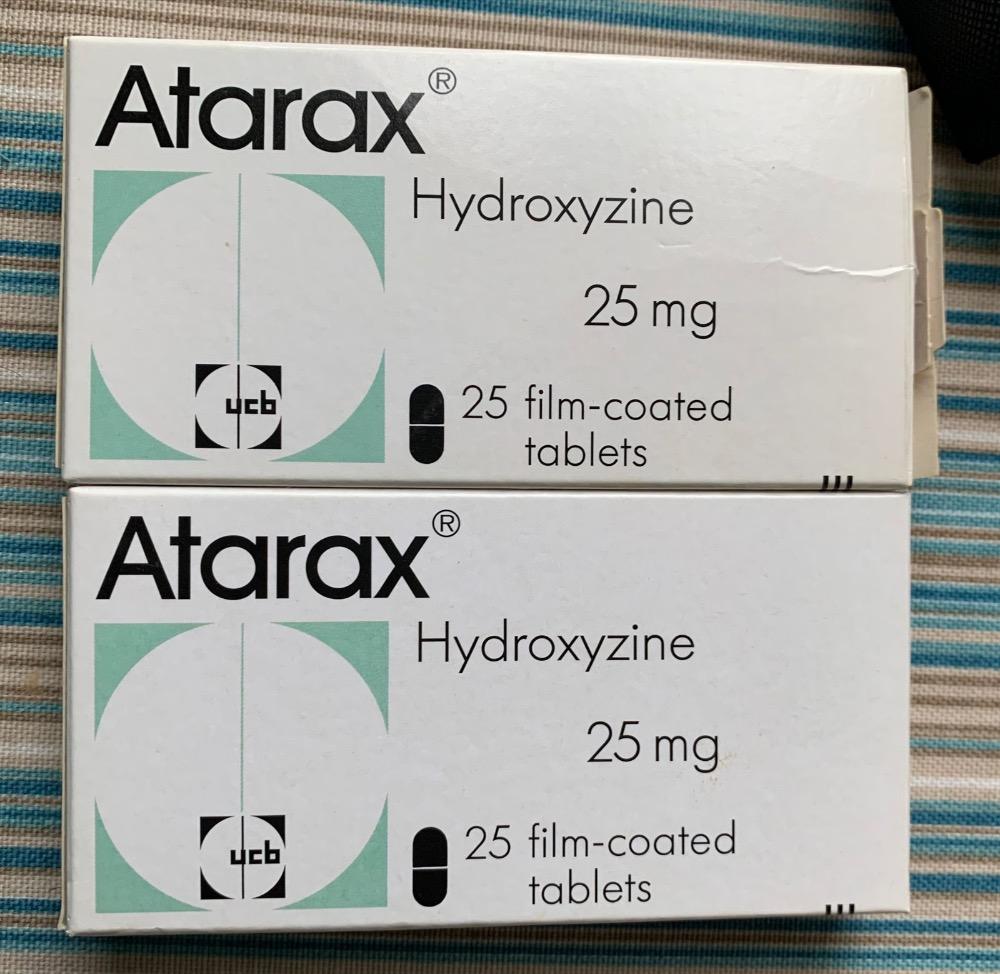 Atarax®
Hydroxyzine
25 mg
ucb
25 film-coated
tablets
Atarax®
Hydroxyzine
25 mg
ucb
25 film-coated
tablets